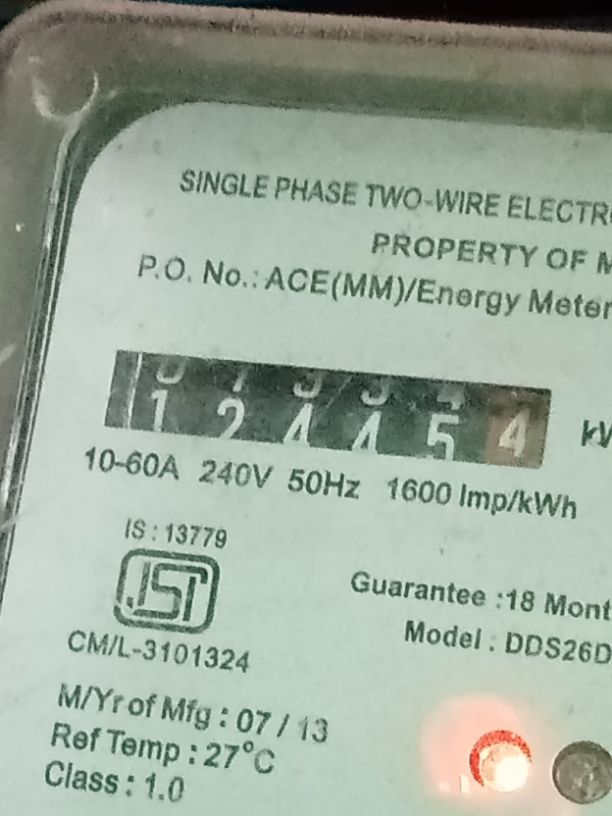 SINGLE PHASE TWO-WIRE ELECTR
PROPERTY OF M
P.O. No.: ACE(MM)/Energy Meter
1 2 4 4 5 4
10-60A 240V 50Hz 1600 Imp/kWh
IS : 13779
ISI
CM/L-3101324
Guarantee :18 Mont
Model : DDS26D
M/Yr of Mfg : 07 / 13
Ref Temp : 27°C
Class : 1.0